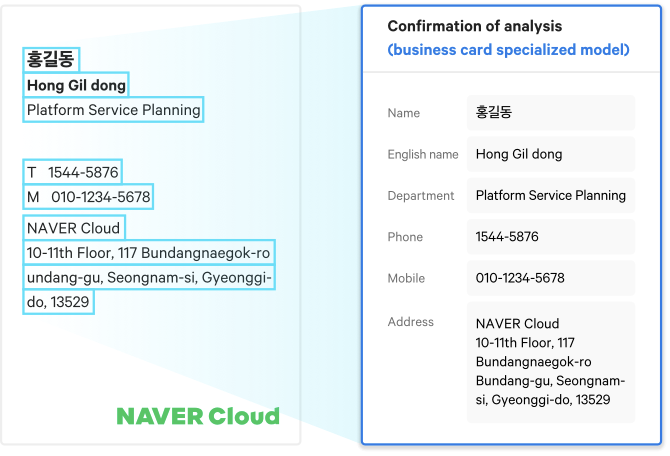 홍길동
Hong Gil dong
Platform Service Planning
T 1544-5876
M 010-1234-5678
NAVER Cloud
10-11th Floor, 117 Bundangnaegok-ro
undang-gu, Seongnam-si, Gyeonggi-
do, 13529
NAVER Cloud
Confirmation of analysis
(business card specialized model)
Name 홍길동
English name Hong Gil dong
Department Platform Service Planning
Phone 1544-5876
Mobile 010-1234-5678
Address NAVER Cloud
10-11th Floor, 117
Bundangnaegok-ro
Bundang-gu, Seongnam-
si, Gyeonggi-do, 13529